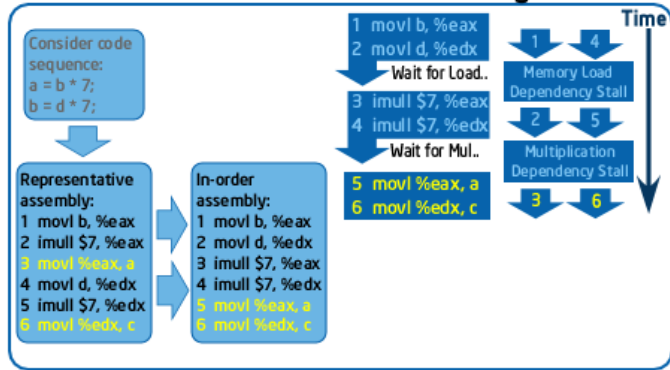 Consider code
sequence:
a = b * 7;
b = d * 7;
Representative
assembly:
1 movl b, %eax
2 imull $7, %eax
3 movl %eax, a
4 movl d, %edx
5 imull $7, %edx
6 movl %edx, c
In-order
assembly:
1 movl b, %eax
2 movl d, %edx
3 imull $7, %eax
4 imull $7, %edx
5 movl %eax, a
6 movl %edx, c
1 movl b, %eax
2 movl d, %edx
Wait for Load..
3 imull $7, %eax
4 imull $7, %edx
Wait for Mul..
5 movl %eax, a
6 movl %edx, c
Time
1 4
Memory Load
Dependency Stall
2 5
Multiplication
Dependency Stall
3 6